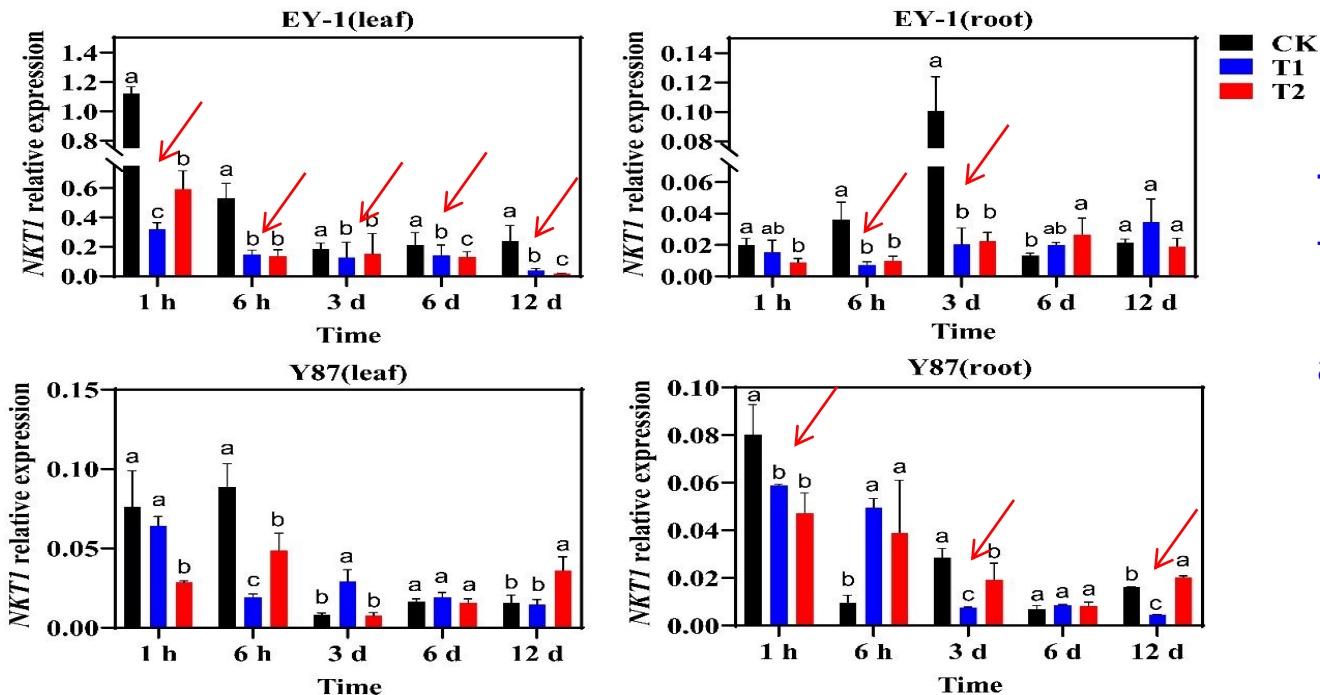 EY-1(leaf)
NKT1 relative expression
1.4
1.2
1.0
0.8
0.6
0.4
0.2
0.0
a c b
a b b
a b b
a b c
a b c
1 h 6 h 3 d 6 d 12 d
Time
EY-1(root)
NKT1 relative expression
0.14
0.12
0.10
0.08
0.06
0.04
0.02
0.00
a ab b
a b b
a b b
b ab a
a a a
1 h 6 h 3 d 6 d 12 d
Time
CK
T1
T2
Y87(leaf)
NKT1 relative expression
0.15
0.10
0.05
0.00
a a b
a c b
b a b
a a a
b b a
1 h 6 h 3 d 6 d 12 d
Time
Y87(root)
NKT1 relative expression
0.10
0.08
0.06
0.04
0.02
0.00
a b b
b a a
a c b
a a a
b c a
1 h 6 h 3 d 6 d 12 d
Time